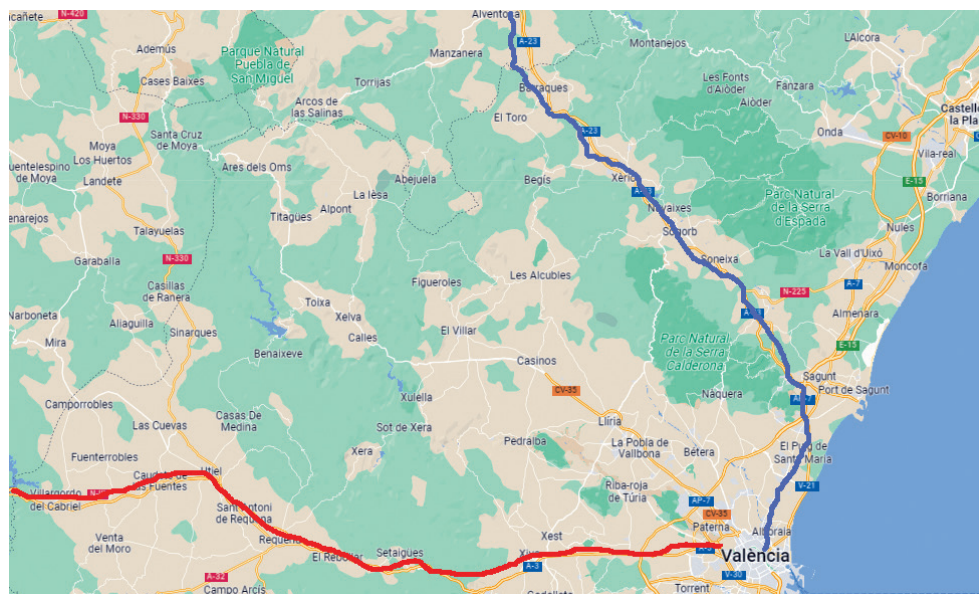 N-420
cañete
Ademús
Cases Baixes
Parque Natural
Puebla de
San Miguel
Torrijas
Manzanera
Alventosa
A-23
Montanejos
L'Alcora
Les Fonts
d'Aiòder
Aiòder
Fanzara
Barraques
Onda
CV-10
Castelló
la Pla
Vila-real
N-330
Moya
Los Huertos
Santa Cruz
de Moya
Arcos de
las Salinas
El Toro
A-23
E-15
Borriana
uentelespino
de Moya
Landete
Ares dels Oms
Abejuela
La Iesa
Begís
Xèrica
Parc Natural
de la Serra
d'Espadà
Nules
enarejos
Talayuelas
Titagües
Alpont
Navaixes
Sogorb
La Vall d'Uixó
Moncofa
Garaballa
N-330
Casillas
de Ranera
Figueroles
Les Alcubles
Soneixa
N-225
A-7
Narboneta
Aliaguilla
Sinarques
Toixa
Xelva
Calles
El Villar
Almenara
Mira
Benaixeve
Casinos
Parc Natural
de la Serra
Calderona
E-15
Sagunt
Port de Sagunt
Camporrobles
Casas De
Medina
Xulella
CV-35
Nàquera
AP-7
Las Cuevas
Sot de Xera
Llíria
Fuenterrobles
Xera
Pedralba
La Pobla de
Vallbona
Bétera
El Puig de
Santa Maria
Villargordo
del Cabriel
Caudete de
las Fuentes
Utiel
Riba-roja
de Túria
AP-7
V-21
Sant Antoni
de Requena
CV-35
Paterna
Alboraia
Venta
del Moro
Requena
El Rebollar
Setaigües
Xest
Xiva
A-3
A-3
València
A-32
Campo Arcís
V-30
Torrent
Godelleta